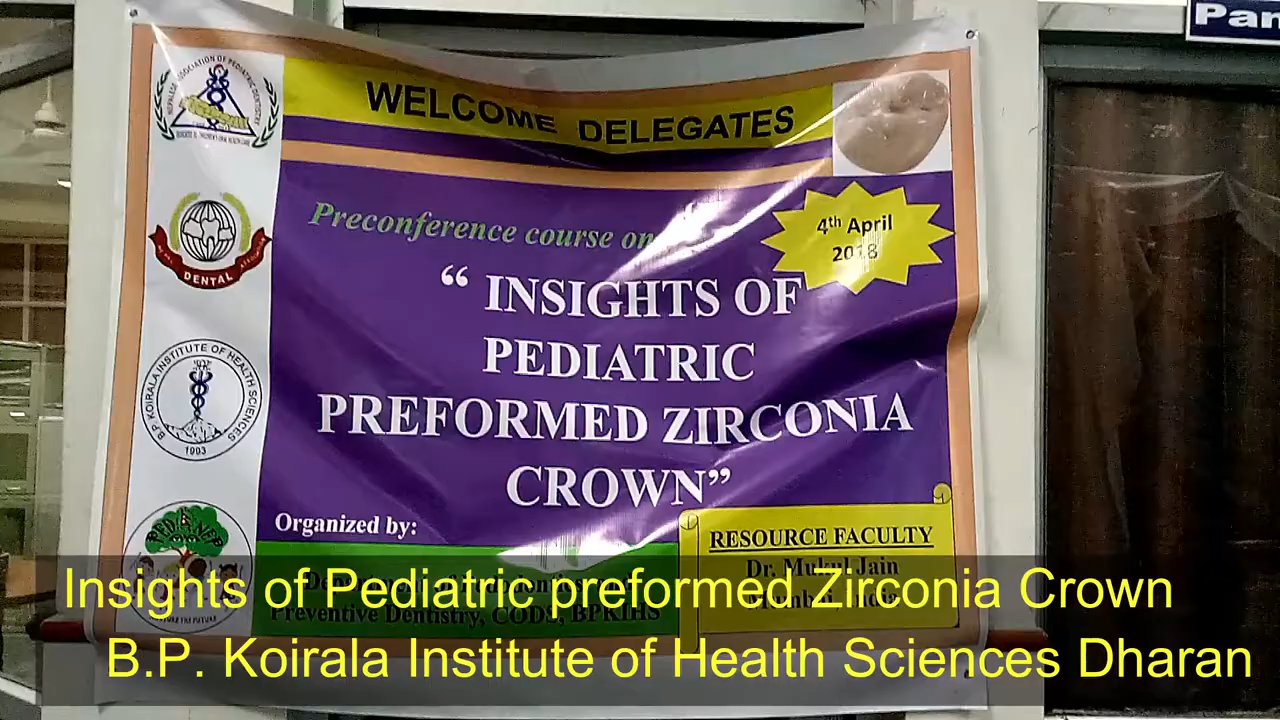 Pan
WELCOME DELEGATES
4th April
2018
Preconference course on
“ INSIGHTS OF
PEDIATRIC
PREFORMED ZIRCONIA
CROWN”
DENTAL
B.P. KOIRALA INSTITUTE OF HEALTH SCIENCES
1993
Organized by:
Preventive Dentistry, CODS, BPKIHS
RESOURCE FACULTY
Dr. Mukul Jain
Mumbai, India
Insights of Pediatric preformed Zirconia Crown
B.P. Koirala Institute of Health Sciences Dharan